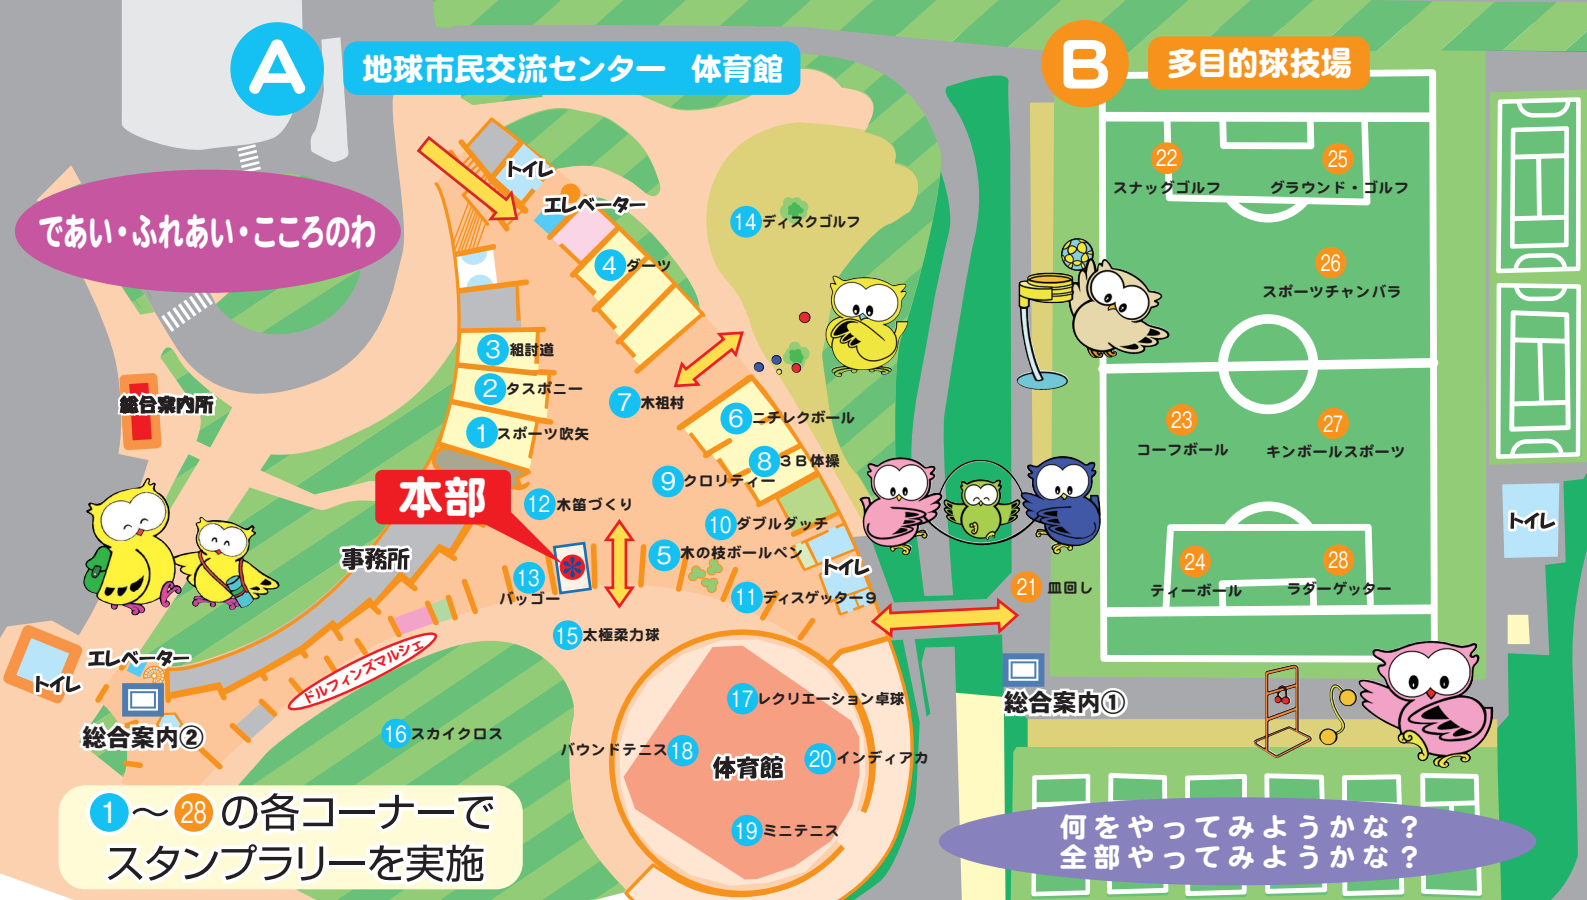 A 地球市民交流センター 体育館
B 多目的球技場
であい・ふれあい・こころのわ
トイレ
エレベーター
4 ダーツ
14 ディスクゴルフ
3 組討道
2 タスポニー
1 スポーツ吹矢
7 木祖村
6 ニチレクボール
8 3B体操
9 クロリティー
総合案内所
本部
12 木笛づくり
10 ダブルダッチ
5 木の枝ボールペン
事務所
13 バッゴー
トイレ
11 ディスゲッター9
15 太極柔力球
ドルフィンズマルシェ
エレベーター
トイレ
総合案内②
16 スカイクロス
17 レクリエーション卓球
バウンドテニス 18
体育館
20 インディアカ
19 ミニテニス
22 スナッグゴルフ
25 グラウンド・ゴルフ
26 スポーツチャンバラ
23 コーフボール
27 キンボールスポーツ
24 ティーボール
28 ラダーゲッター
21 皿回し
トイレ
総合案内①
1〜28の各コーナーで
スタンプラリーを実施
何をやってみようかな?
全部やってみようかな?